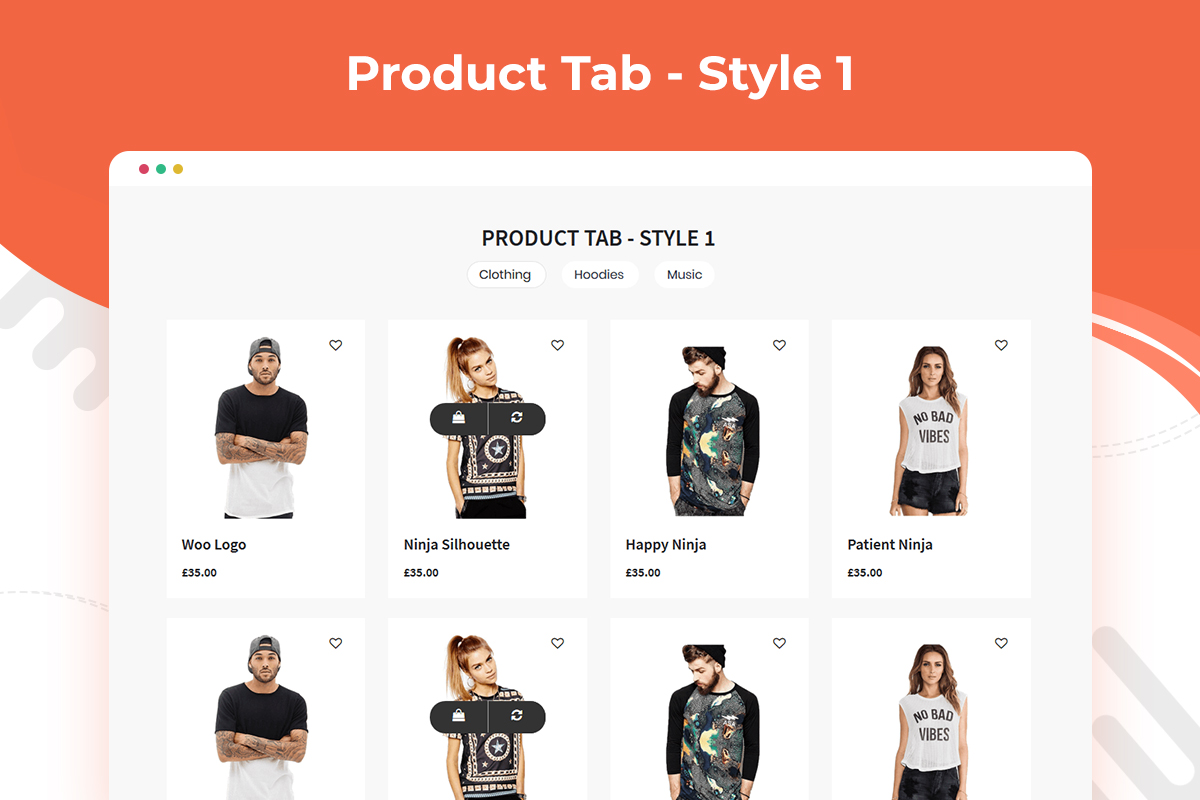 Product Tab - Style 1
PRODUCT TAB - STYLE 1
Clothing Hoodies Music
NO BAD
VIBES
Woo Logo Ninja Silhouette Happy Ninja Patient Ninja
£35.00 £35.00 £35.00 £35.00
NO BAD
VIBES